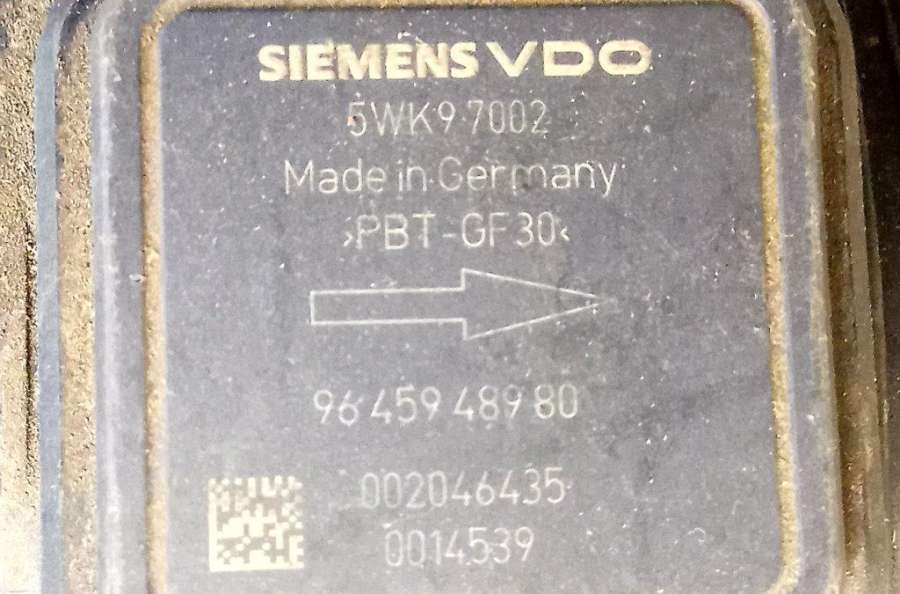 SIEMENS VDO
5WK9 7002
Made in Germany
>PBT-GF30<
96 459 489 80
002046435
0014539